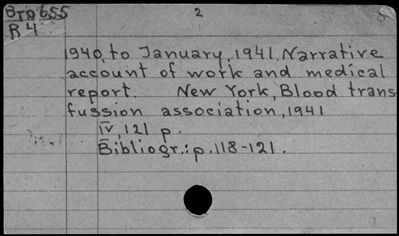 2
R4
1940, to January, 1941. Narrative
account of work and medical
report. New York, Blood trans
fussion association, 1941
iv, 121 p.
Bibliogr.: p. 118-121.